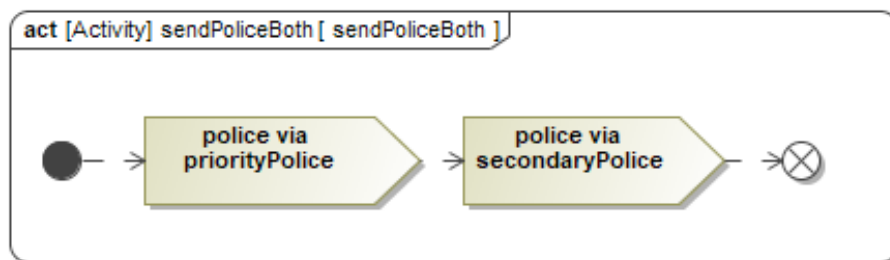 act [Activity] sendPoliceBoth [ sendPoliceBoth ]
police via
priorityPolice
police via
secondaryPolice